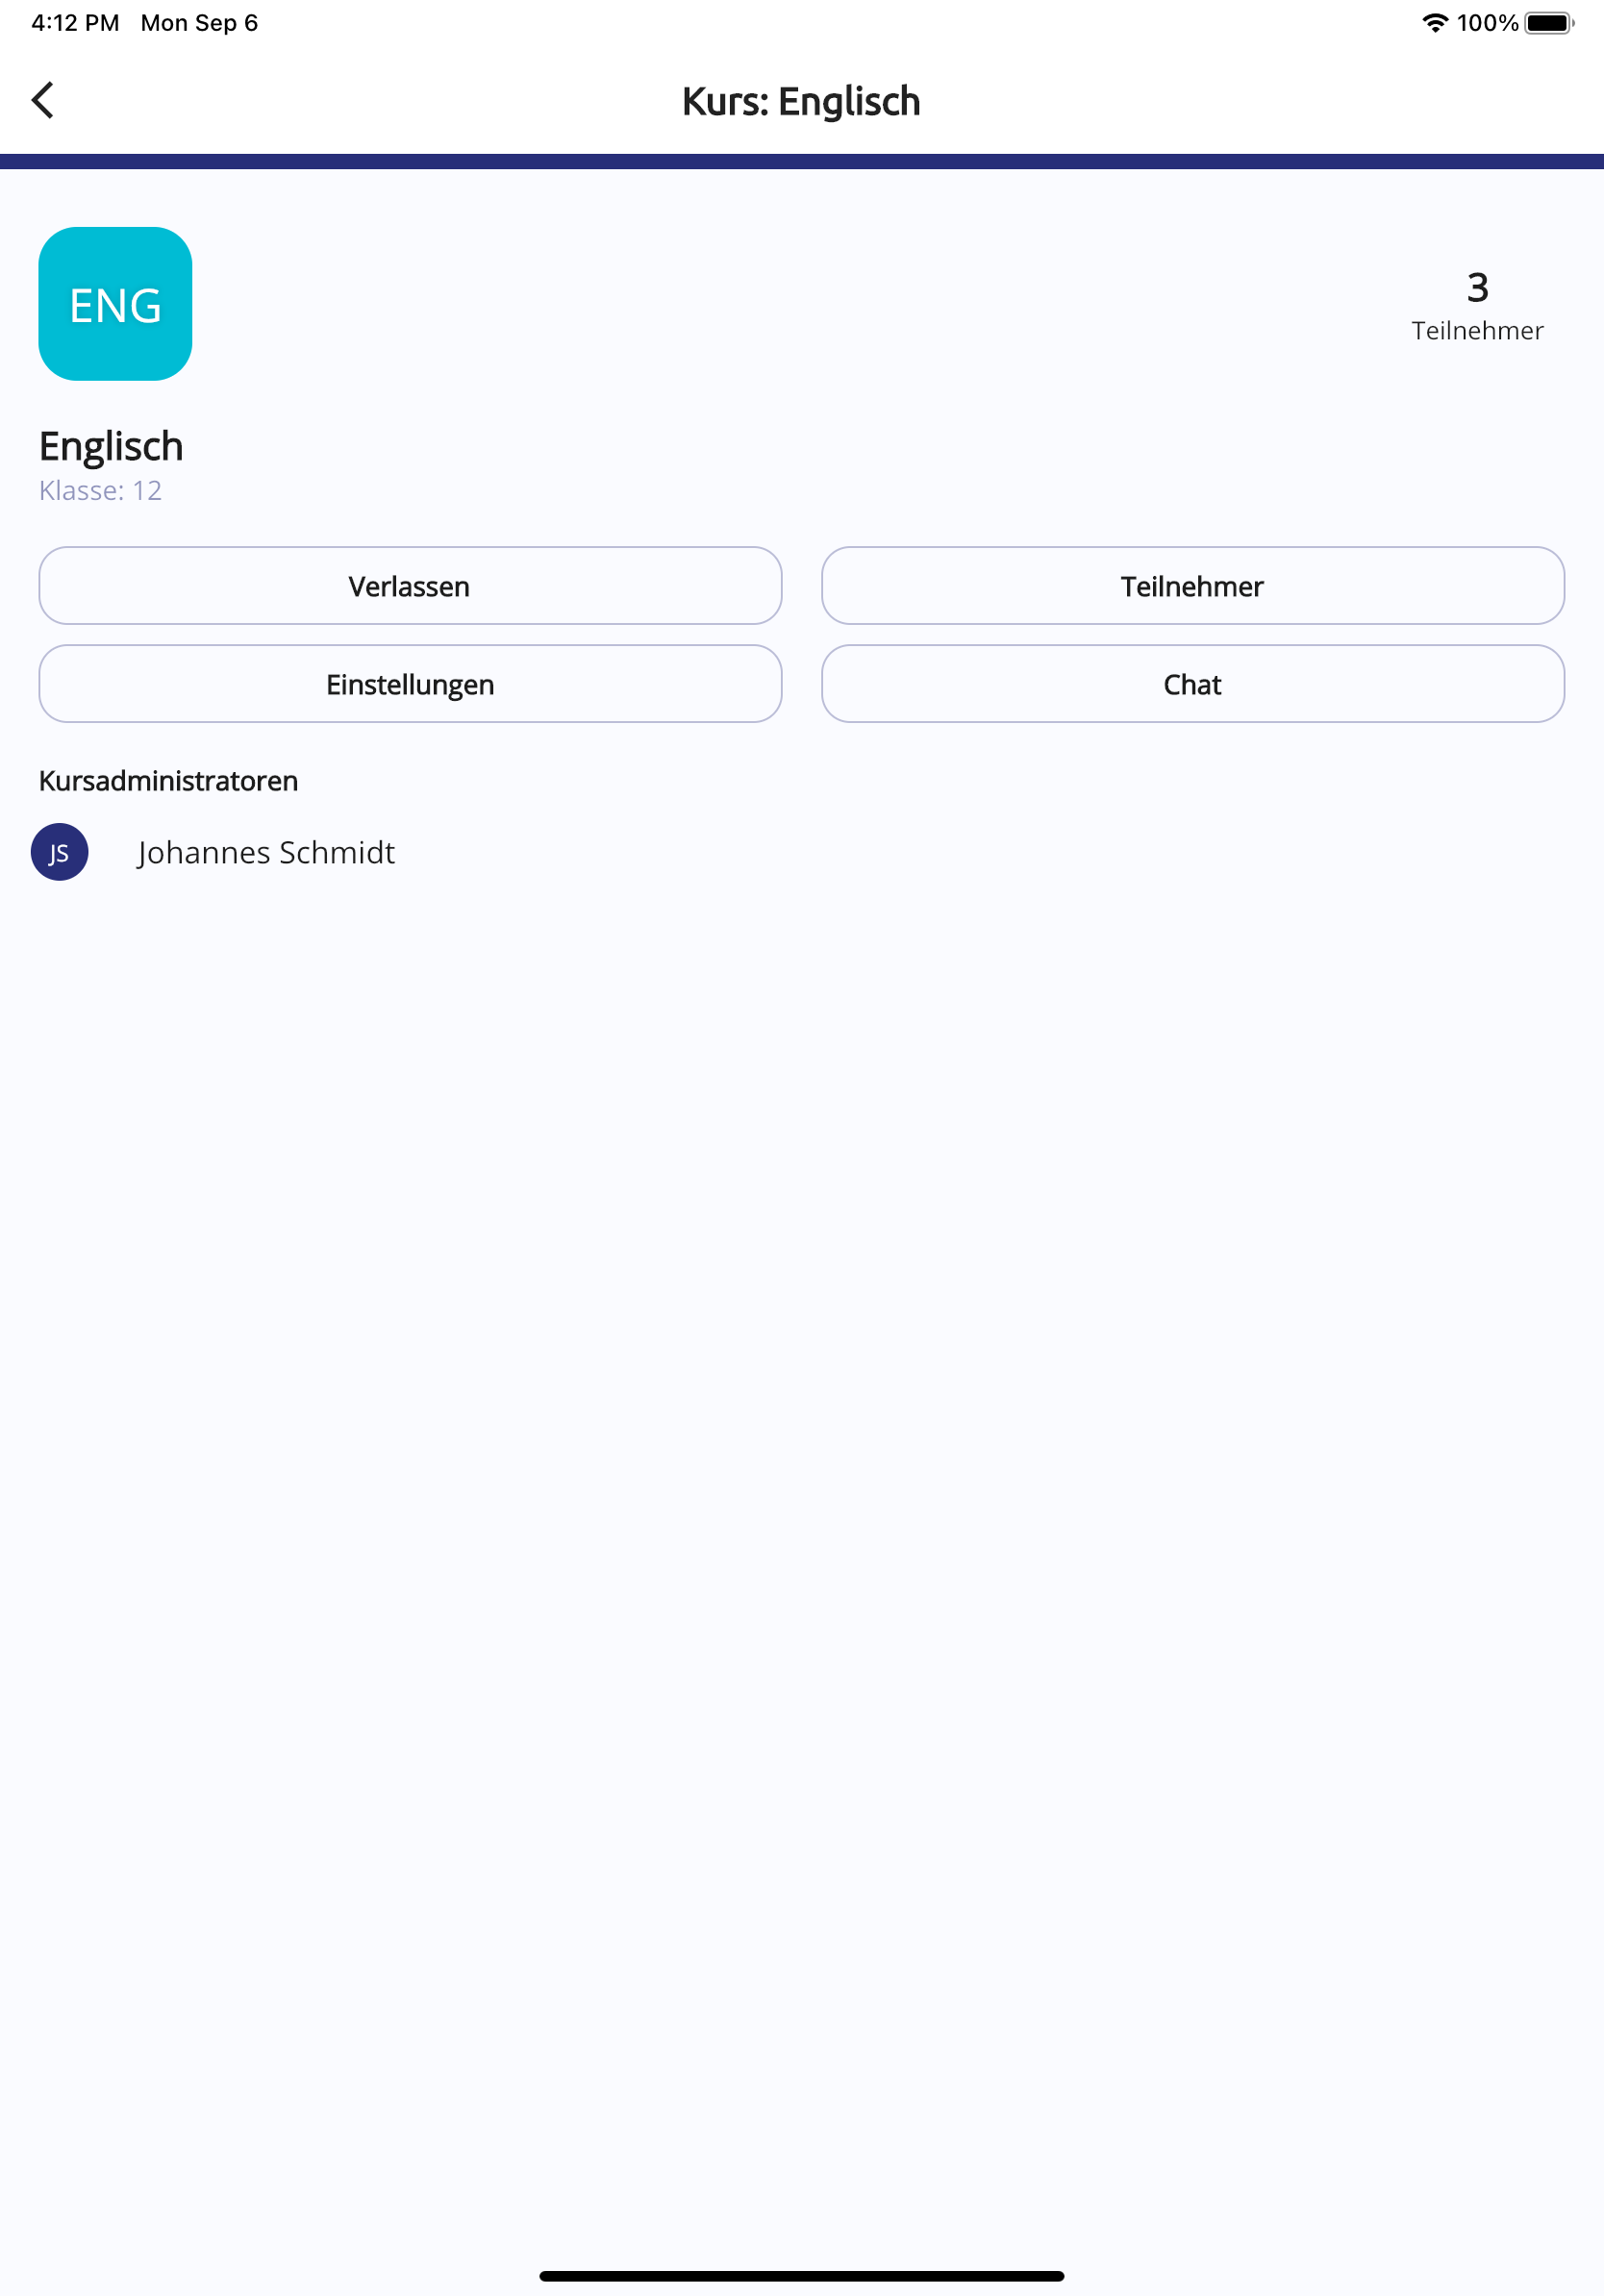 4:12 PM Mon Sep 6 100%
Kurs: Englisch
ENG
3
Teilnehmer
Englisch
Klasse: 12
Verlassen Teilnehmer
Einstellungen Chat
Kursadministratoren
JS Johannes Schmidt